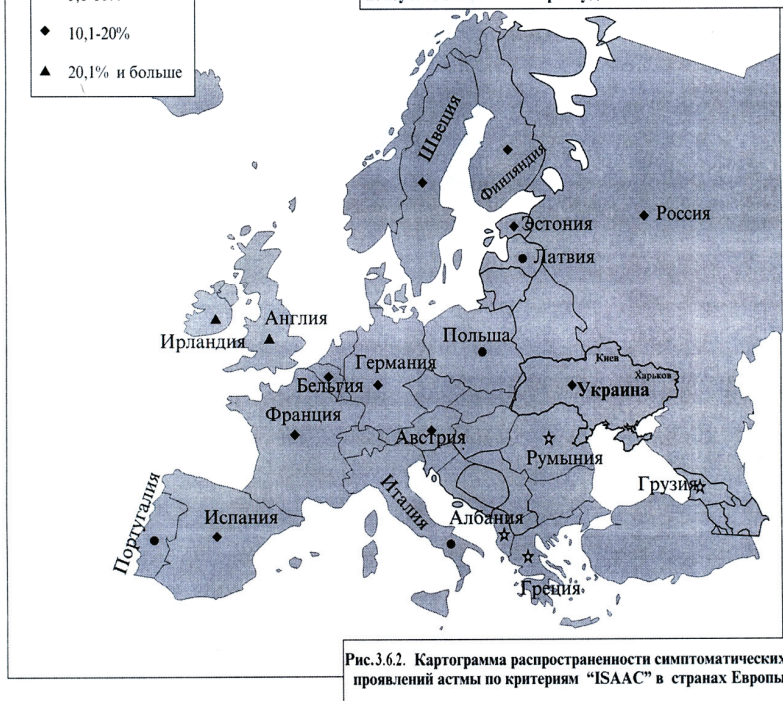 10,1-20%
20,1% и больше
Швеция
Финляндия
Эстония
Россия
Латвия
Англия
Ирландия
Польша
Киев
Германия
Харьков
Бельгия
Украина
Франция
Австрия
Румыния
Португалия
Испания
Италия
Албания
Грузия
Греция
Рис.3.6.2. Картограмма распространенности симптоматических
проявлений астмы по критериям “ISAAC” в странах Европы